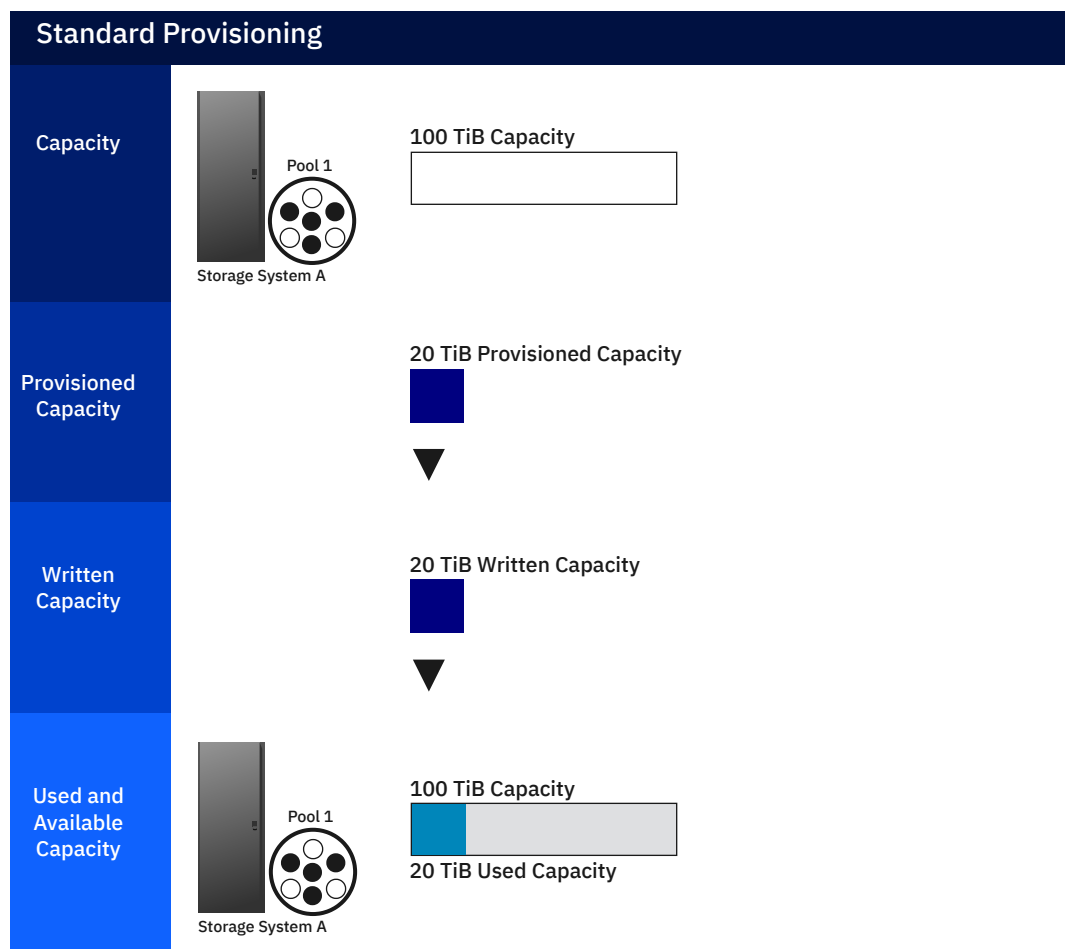 Standard Provisioning
Capacity
Pool 1
Storage System A
100 TiB Capacity
Provisioned
Capacity
20 TiB Provisioned Capacity
Written
Capacity
20 TiB Written Capacity
Used and
Available
Capacity
Pool 1
Storage System A
100 TiB Capacity
20 TiB Used Capacity